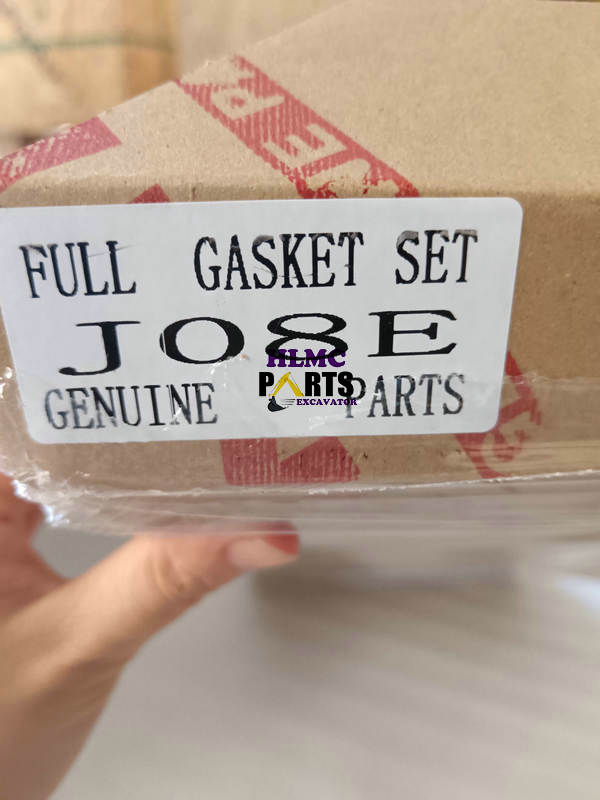 FULL GASKET SET
J08E
GENUINE PARTS
HLMC
PARTS
EXCAVATOR